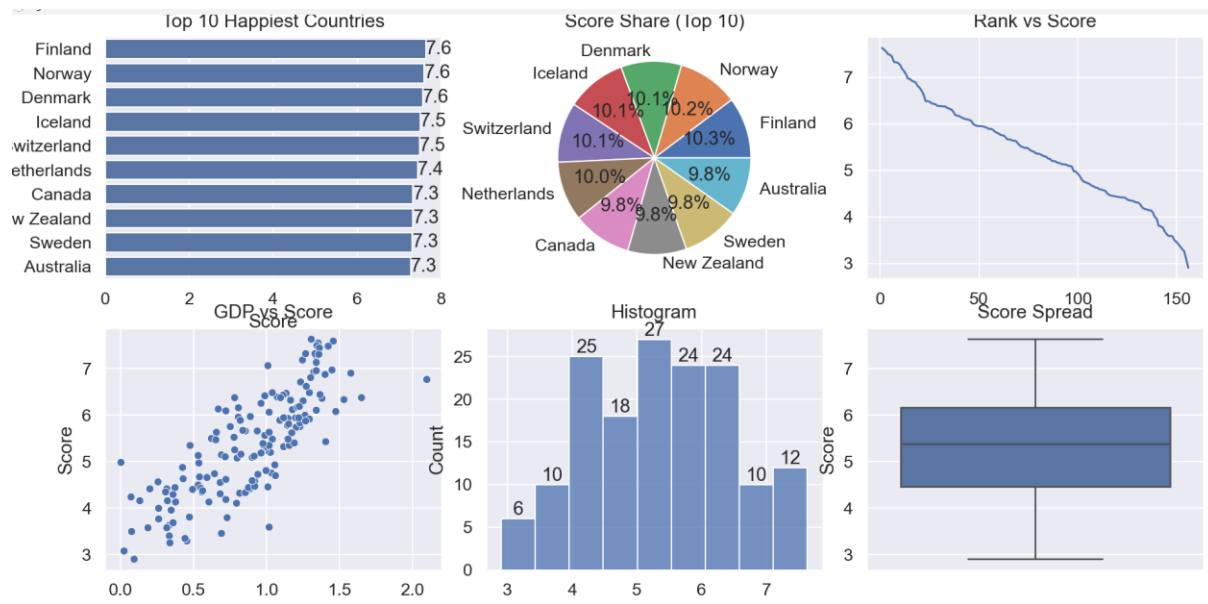 Top 10 Happiest Countries
Finland 7.6
Norway 7.6
Denmark 7.6
Iceland 7.5
witzerland 7.5
etherlands 7.4
Canada 7.3
w Zealand 7.3
Sweden 7.3
Australia 7.3
0 2 4 6 8
Score
Score Share (Top 10)
Denmark
Iceland
Norway
Switzerland
Finland
Netherlands
Australia
Canada
Sweden
New Zealand
10.1%
10.1%
10.2%
10.1%
10.3%
10.0%
9.8%
9.8%
9.8%
9.8%
Rank vs Score
7
6
5
4
3
0 50 100 150
GDP vs Score
Score
7
6
5
4
3
0.0 0.5 1.0 1.5 2.0
Histogram
Count
25
20
15
10
5
0
6 10 25 18 27 24 24 10 12
3 4 5 6 7
Score Spread
Score
7
6
5
4
3